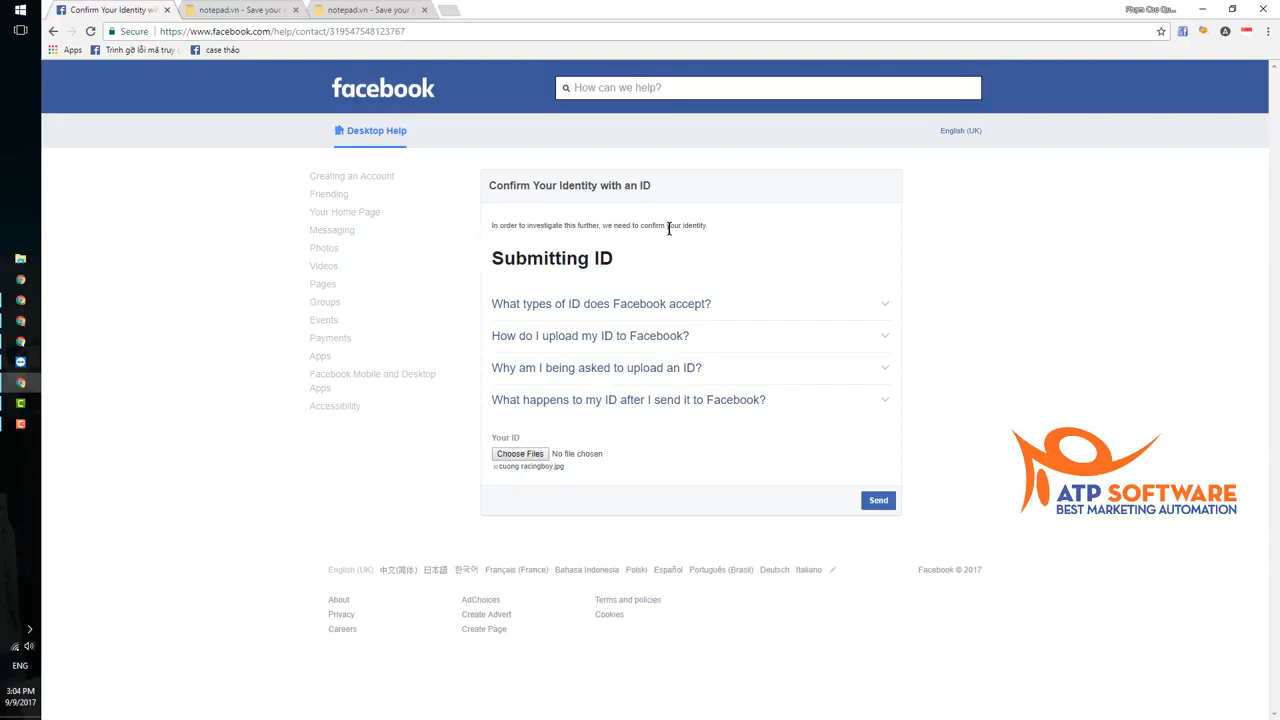 Confirm Your Identity wi
notepad.vn - Save your n
notepad.vn - Save your n
Phạm Cao Qu...
Secure
https://www.facebook.com/help/contact/319547548123767
Apps
Trình gỡ lỗi mã truy
case thảo
facebook
How can we help?
Desktop Help
English (UK)
Creating an Account
Friending
Your Home Page
Messaging
Photos
Videos
Pages
Groups
Events
Payments
Apps
Facebook Mobile and Desktop
Apps
Accessibility
Confirm Your Identity with an ID
In order to investigate this further, we need to confirm your identity.
Submitting ID
What types of ID does Facebook accept?
How do I upload my ID to Facebook?
Why am I being asked to upload an ID?
What happens to my ID after I send it to Facebook?
Your ID
Choose Files No file chosen
cuong.racingboy.jpg
Send
ATP SOFTWARE
BEST MARKETING AUTOMATION
English (UK) 中文(简体) 日本語 한국어 Français (France) Bahasa Indonesia Polski Español Português (Brasil) Deutsch Italiano
Facebook © 2017
About
AdChoices
Terms and policies
Privacy
Create Advert
Cookies
Careers
Create Page
ENG
3:04 PM
9/9/2017